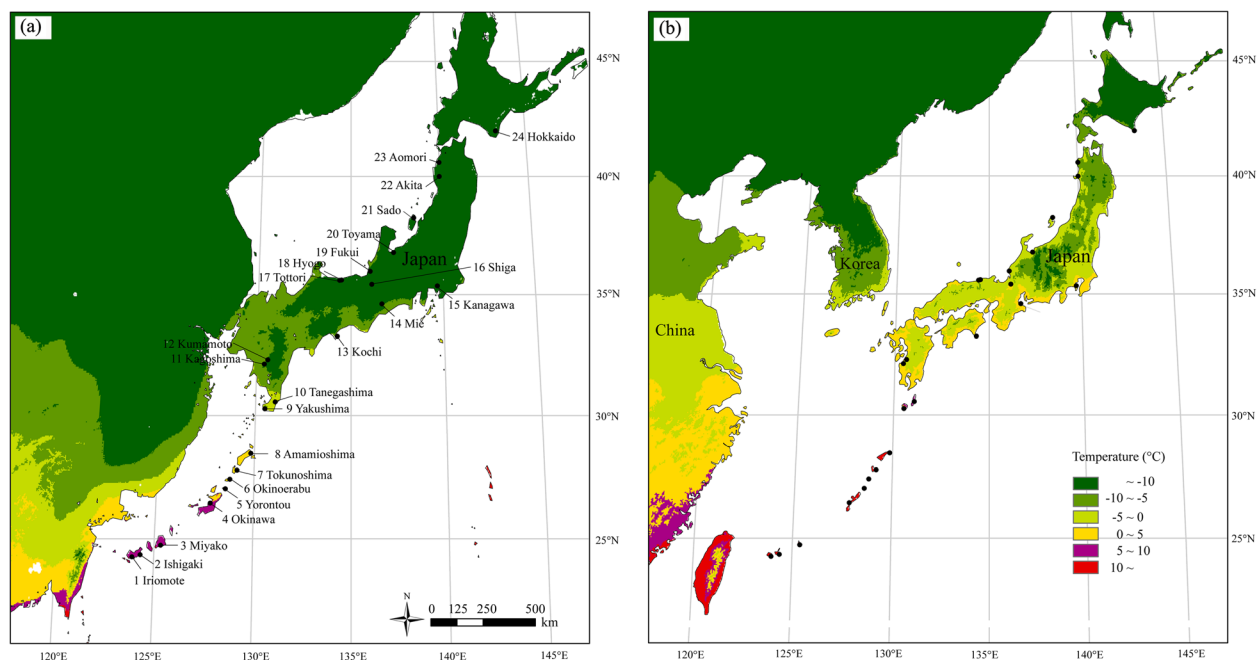 (a)
45°N
24 Hokkaido
23 Aomori
40°N
22 Akita
21 Sado
20 Toyama
19 Fukui
Japan
18 Hyogo
16 Shiga
17 Tottori
35°N
15 Kanagawa
14 Mie
12 Kumamoto
13 Kochi
11 Kagoshima
10 Tanegashima
9 Yakushima
30°N
8 Amamioshima
7 Tokunoshima
6 Okinoerabu
5 Yorontou
4 Okinawa
3 Miyako
25°N
2 Ishigaki
1 Iriomote
N
0 125 250 500
km
120°E 125°E 130°E 135°E 140°E 145°E
(b)
45°N
40°N
Korea
Japan
35°N
China
30°N
Temperature (°C)
~ -10
-10 ~ -5
-5 ~ 0
0 ~ 5
5 ~ 10
10 ~
25°N
120°E 125°E 130°E 135°E 140°E 145°E